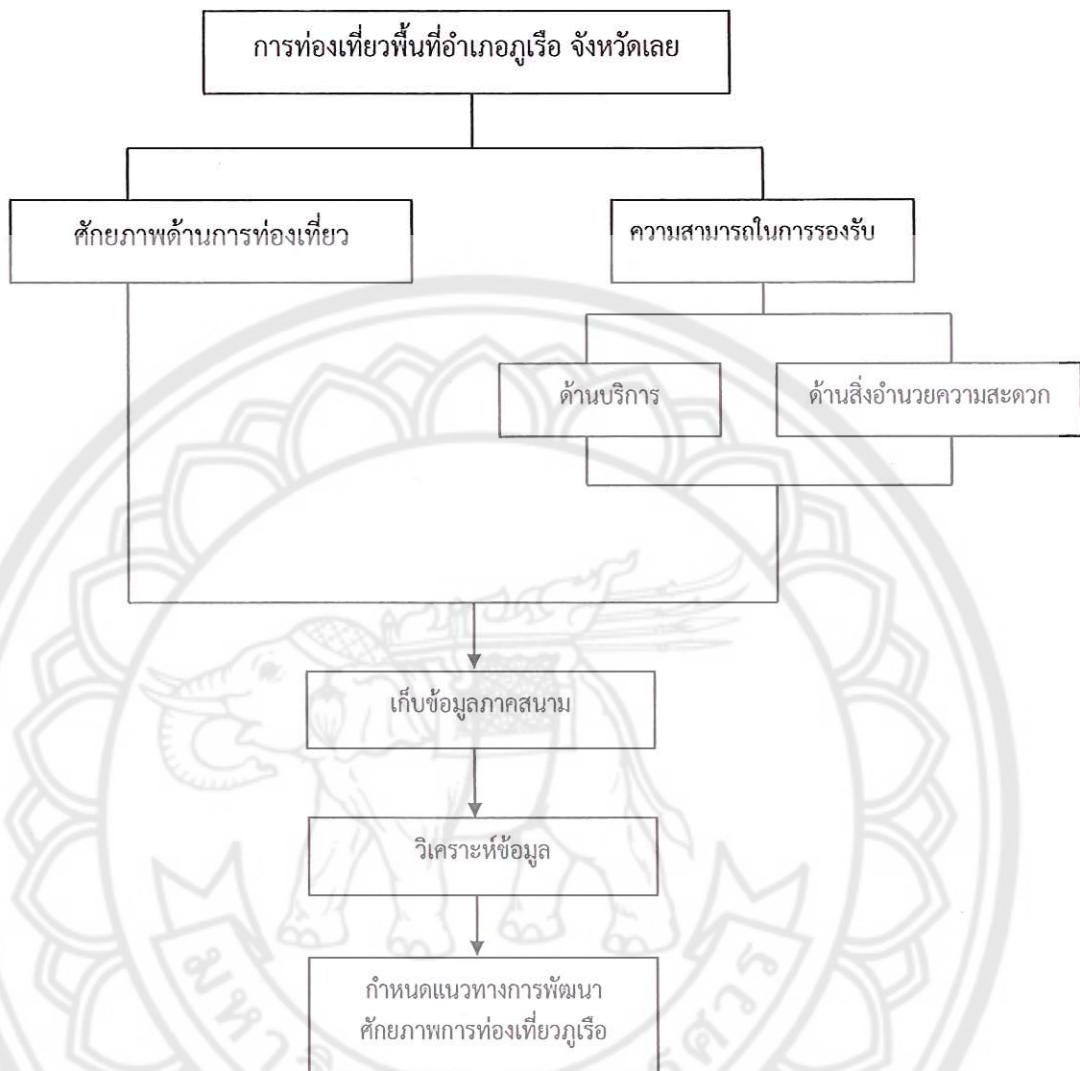 การท่องเที่ยวพื้นที่อำเภอภูเรือ จังหวัดเลย
ศักยภาพด้านการท่องเที่ยว
ความสามารถในการรองรับ
ด้านบริการ
ด้านสิ่งอำนวยความสะดวก
เก็บข้อมูลภาคสนาม
วิเคราะห์ข้อมูล
กำหนดแนวทางการพัฒนา
ศักยภาพการท่องเที่ยวภูเรือ